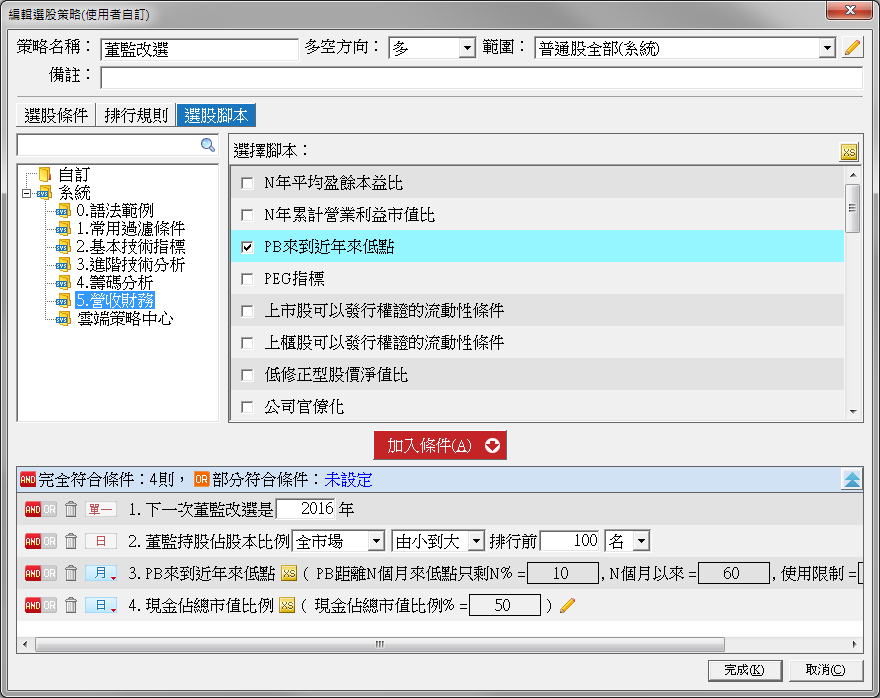 編輯選股策略(使用者自訂)
策略名稱： 董監改選 多空方向： 多 範圍： 普通股全部(系統)
備註：
選股條件 排行規則 選股腳本
選擇腳本： XS
自訂
系統
0.語法範例
1.常用過濾條件
2.基本技術指標
3.進階技術分析
4.籌碼分析
5.營收財務
雲端策略中心
N年平均盈餘本益比
N年累計營業利益市值比
PB來到近年來低點
PEG指標
上市股可以發行權證的流動性條件
上櫃股可以發行權證的流動性條件
低修正型股價淨值比
公司官僚化
加入條件(A)
AND 完全符合條件：4則， OR 部分符合條件：未設定
AND OR 單一 1. 下一次董監改選是 2016 年
AND OR 日 2. 董監持股佔股本比例 全市場 由小到大 排行前 100 名
AND OR 月 3. PB來到近年來低點 XS ( PB距離N個月來低點只剩N% = 10 , N個月以來 = 60 , 使用限制 =
AND OR 日 4. 現金佔總市值比例 XS ( 現金佔總市值比例% = 50 )
完成(K) 取消(C)